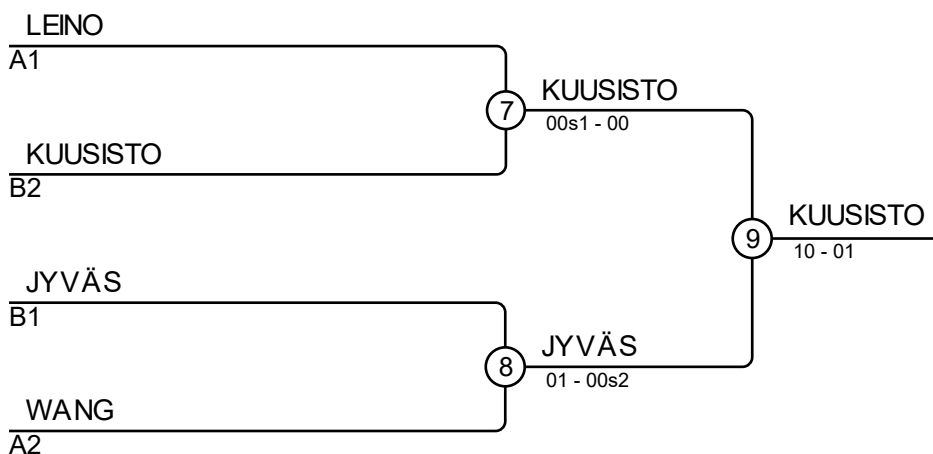 LEINO
A1
7
KUUSISTO
00s1 - 00
KUUSISTO
B2
9
KUUSISTO
10 - 01
JYVÄS
B1
8
JYVÄS
01 - 00s2
WANG
A2